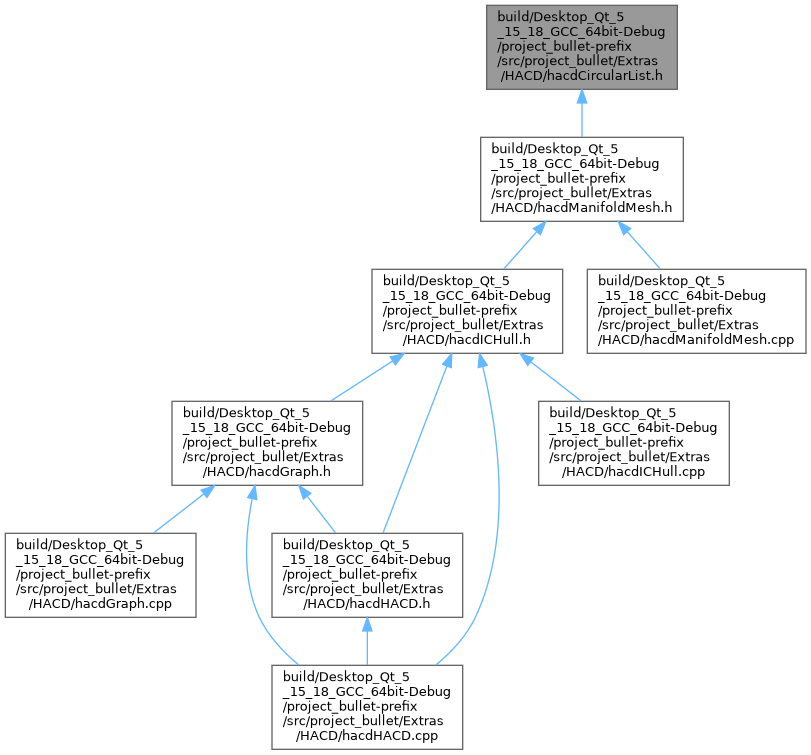 build/Desktop_Qt_5
_15_18_GCC_64bit-Debug
/project_bullet-prefix
/src/project_bullet/Extras
/HACD/hacdCircularList.h
build/Desktop_Qt_5
_15_18_GCC_64bit-Debug
/project_bullet-prefix
/src/project_bullet/Extras
/HACD/hacdManifoldMesh.h
build/Desktop_Qt_5
_15_18_GCC_64bit-Debug
/project_bullet-prefix
/src/project_bullet/Extras
/HACD/hacdICHull.h
build/Desktop_Qt_5
_15_18_GCC_64bit-Debug
/project_bullet-prefix
/src/project_bullet/Extras
/HACD/hacdManifoldMesh.cpp
build/Desktop_Qt_5
_15_18_GCC_64bit-Debug
/project_bullet-prefix
/src/project_bullet/Extras
/HACD/hacdGraph.h
build/Desktop_Qt_5
_15_18_GCC_64bit-Debug
/project_bullet-prefix
/src/project_bullet/Extras
/HACD/hacdICHull.cpp
build/Desktop_Qt_5
_15_18_GCC_64bit-Debug
/project_bullet-prefix
/src/project_bullet/Extras
/HACD/hacdGraph.cpp
build/Desktop_Qt_5
_15_18_GCC_64bit-Debug
/project_bullet-prefix
/src/project_bullet/Extras
/HACD/hacdHACD.h
build/Desktop_Qt_5
_15_18_GCC_64bit-Debug
/project_bullet-prefix
/src/project_bullet/Extras
/HACD/hacdHACD.cpp